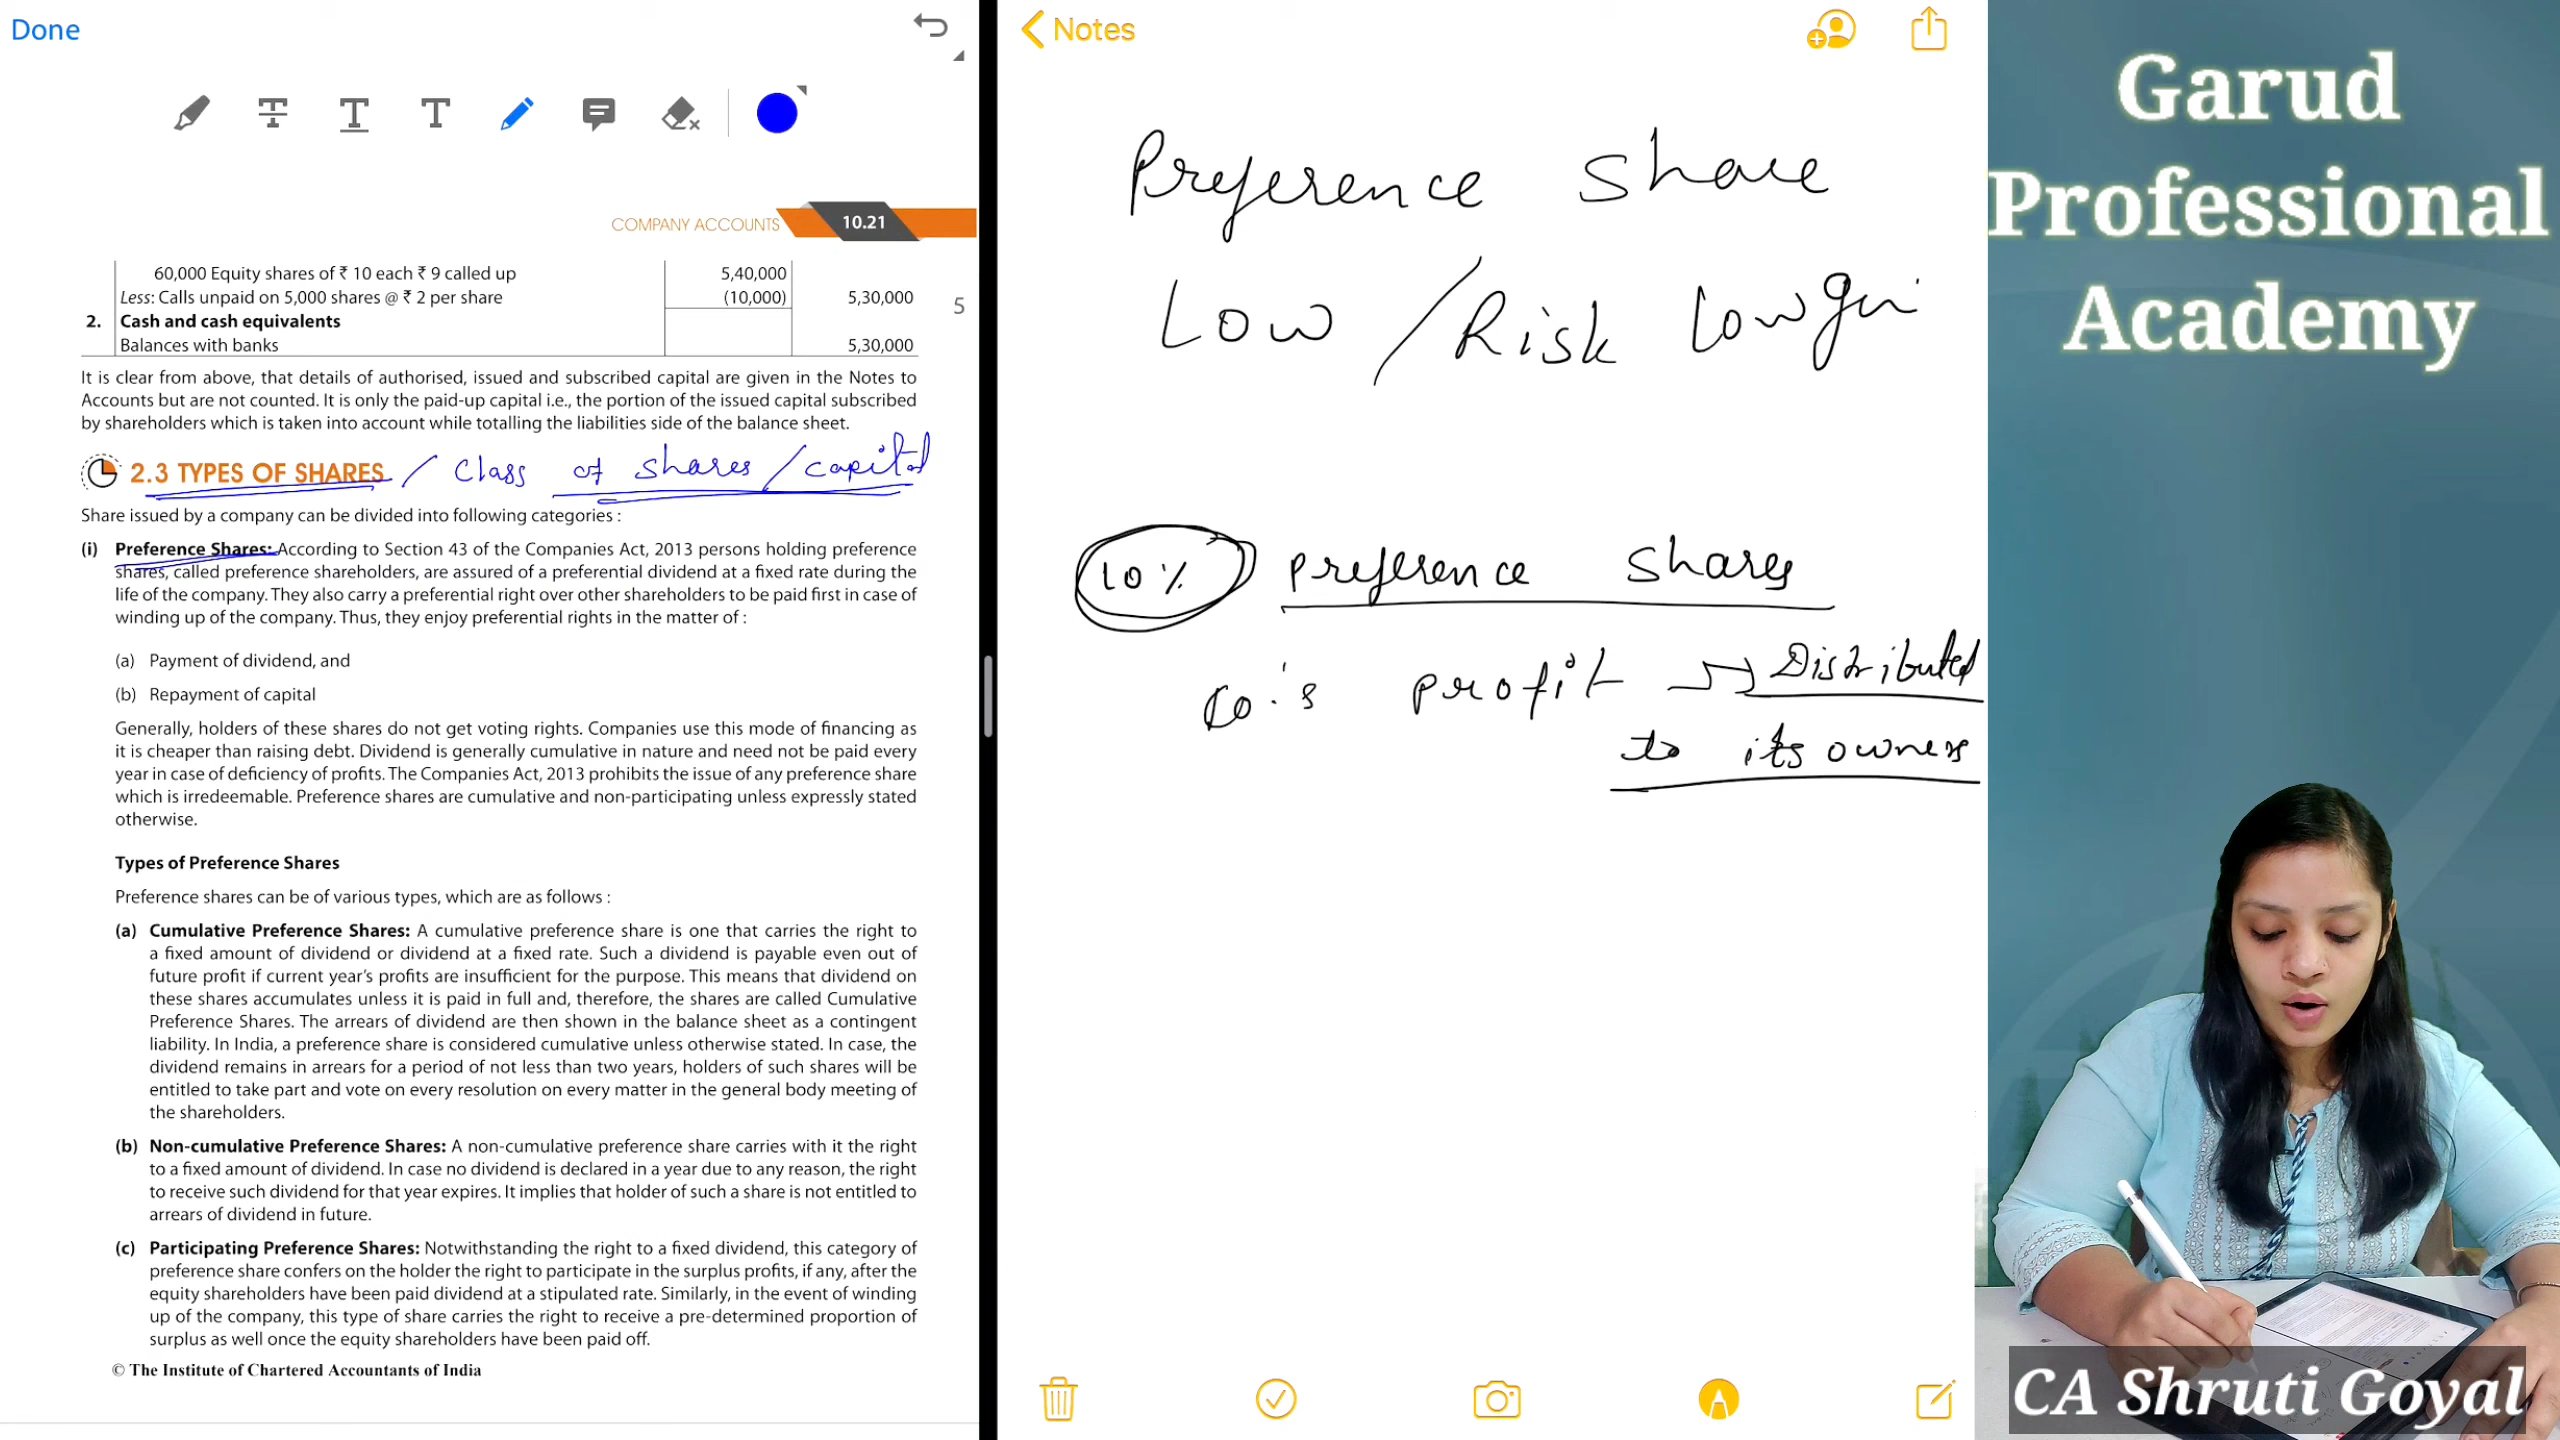 Done
COMPANY ACCOUNTS 10.21
60,000 Equity shares of ₹ 10 each ₹ 9 called up 5,40,000
Less: Calls unpaid on 5,000 shares @ ₹ 2 per share (10,000) 5,30,000
5
2. Cash and cash equivalents
Balances with banks 5,30,000
It is clear from above, that details of authorised, issued and subscribed capital are given in the Notes to
Accounts but are not counted. It is only the paid-up capital i.e., the portion of the issued capital subscribed
by shareholders which is taken into account while totalling the liabilities side of the balance sheet.
2.3 TYPES OF SHARES / Class of shares / capital
Share issued by a company can be divided into following categories :
(i) Preference Shares: According to Section 43 of the Companies Act, 2013 persons holding preference
shares, called preference shareholders, are assured of a preferential dividend at a fixed rate during the
life of the company. They also carry a preferential right over other shareholders to be paid first in case of
winding up of the company. Thus, they enjoy preferential rights in the matter of :
(a) Payment of dividend, and
(b) Repayment of capital
Generally, holders of these shares do not get voting rights. Companies use this mode of financing as
it is cheaper than raising debt. Dividend is generally cumulative in nature and need not be paid every
year in case of deficiency of profits. The Companies Act, 2013 prohibits the issue of any preference share
which is irredeemable. Preference shares are cumulative and non-participating unless expressly stated
otherwise.
Types of Preference Shares
Preference shares can be of various types, which are as follows :
(a) Cumulative Preference Shares: A cumulative preference share is one that carries the right to
a fixed amount of dividend or dividend at a fixed rate. Such a dividend is payable even out of
future profit if current year's profits are insufficient for the purpose. This means that dividend on
these shares accumulates unless it is paid in full and, therefore, the shares are called Cumulative
Preference Shares. The arrears of dividend are then shown in the balance sheet as a contingent
liability. In India, a preference share is considered cumulative unless otherwise stated. In case, the
dividend remains in arrears for a period of not less than two years, holders of such shares will be
entitled to take part and vote on every resolution on every matter in the general body meeting of
the shareholders.
(b) Non-cumulative Preference Shares: A non-cumulative preference share carries with it the right
to a fixed amount of dividend. In case no dividend is declared in a year due to any reason, the right
to receive such dividend for that year expires. It implies that holder of such a share is not entitled to
arrears of dividend in future.
(c) Participating Preference Shares: Notwithstanding the right to a fixed dividend, this category of
preference share confers on the holder the right to participate in the surplus profits, if any, after the
equity shareholders have been paid dividend at a stipulated rate. Similarly, in the event of winding
up of the company, this type of share carries the right to receive a pre-determined proportion of
surplus as well once the equity shareholders have been paid off.
© The Institute of Chartered Accountants of India
Notes
Preference Share
Low / Risk Low
10% preference shares
Co.'s profit → Distributed
to its owners
Garud
Professional
Academy
CA Shruti Goyal